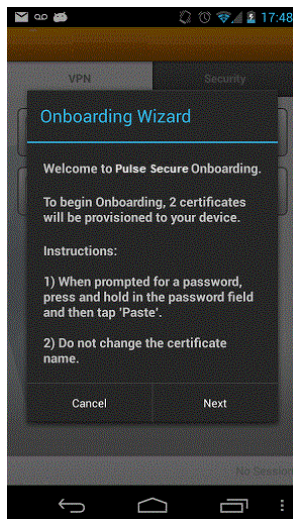 17:48
VPN Security
Onboarding Wizard
Welcome to Pulse Secure Onboarding.
To begin Onboarding, 2 certificates
will be provisioned to your device.
Instructions:
1) When prompted for a password,
press and hold in the password field
and then tap 'Paste'.
2) Do not change the certificate
name.
Cancel Next
No Session